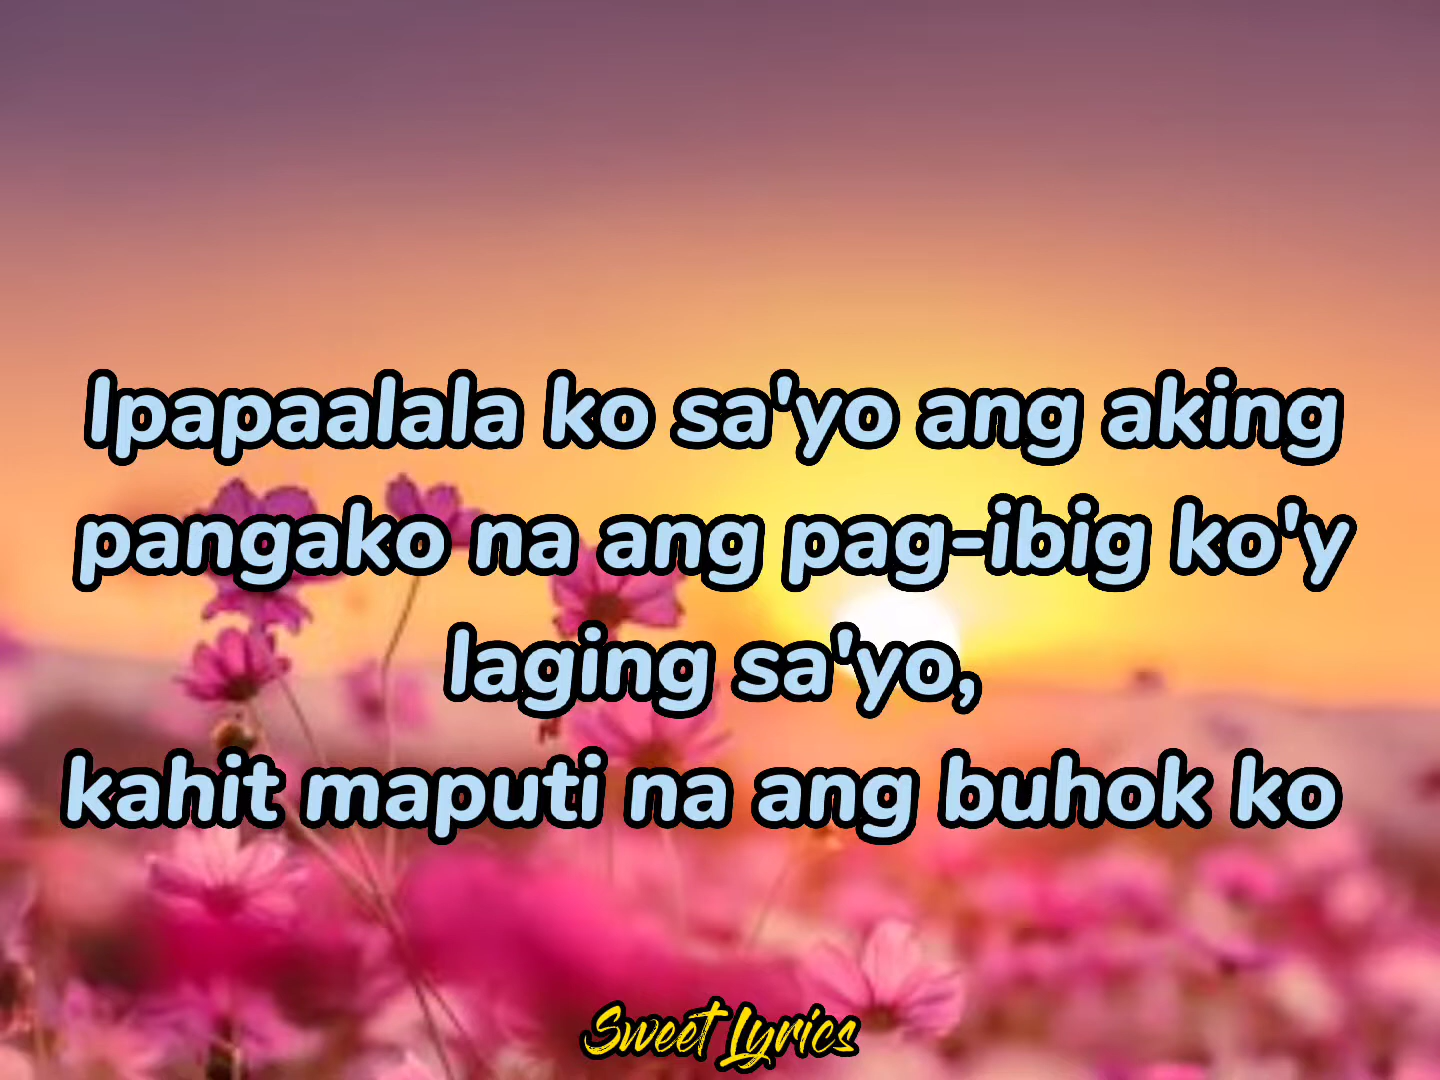 Ipapaalala ko sa'yo ang aking
pangako na ang pag-ibig ko'y
laging sa'yo,
kahit maputi na ang buhok ko
Sweet Lyrics